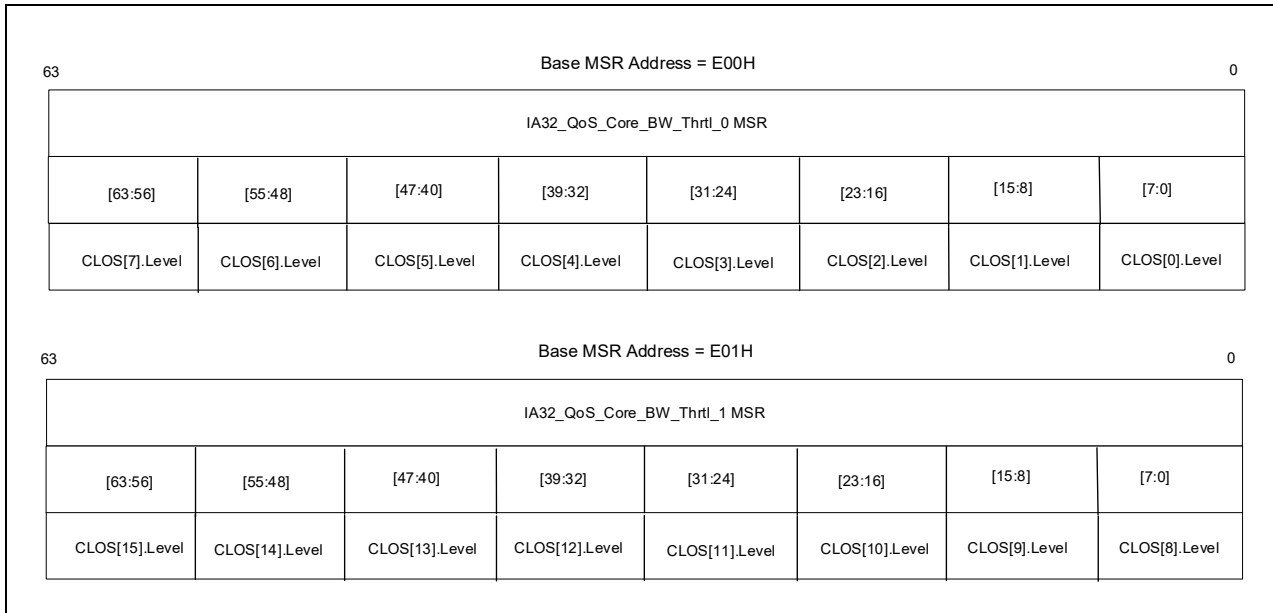 Base MSR Address = E00H
63 0
IA32_QoS_Core_BW_Thrtl_0 MSR
[63:56] [55:48] [47:40] [39:32] [31:24] [23:16] [15:8] [7:0]
CLOS[7].Level CLOS[6].Level CLOS[5].Level CLOS[4].Level CLOS[3].Level CLOS[2].Level CLOS[1].Level CLOS[0].Level
Base MSR Address = E01H
63 0
IA32_QoS_Core_BW_Thrtl_1 MSR
[63:56] [55:48] [47:40] [39:32] [31:24] [23:16] [15:8] [7:0]
CLOS[15].Level CLOS[14].Level CLOS[13].Level CLOS[12].Level CLOS[11].Level CLOS[10].Level CLOS[9].Level CLOS[8].Level